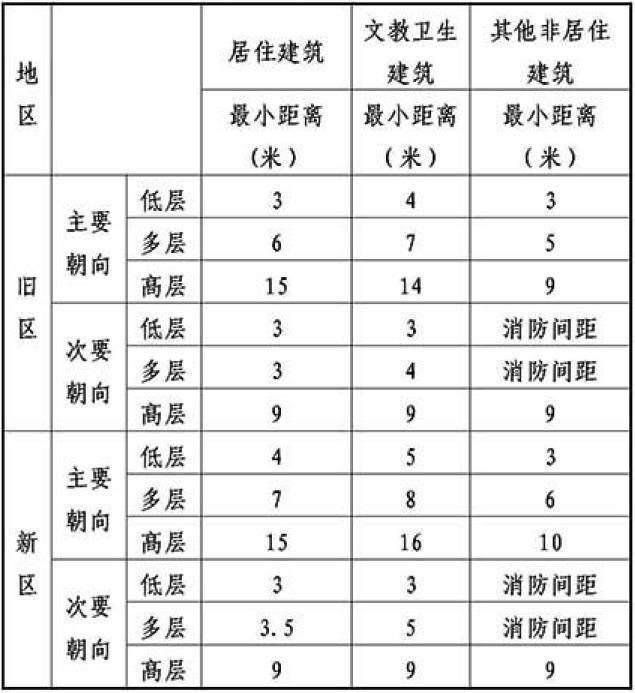 地区 居住建筑 文教卫生建筑 其他非居住建筑
最小距离(米) 最小距离(米) 最小距离(米)
旧区 主要朝向 低层 3 4 3
多层 6 7 5
高层 15 14 9
次要朝向 低层 3 3 消防间距
多层 3 4 消防间距
高层 9 9 9
新区 主要朝向 低层 4 5 3
多层 7 8 6
高层 15 16 10
次要朝向 低层 3 3 消防间距
多层 3.5 5 消防间距
高层 9 9 9